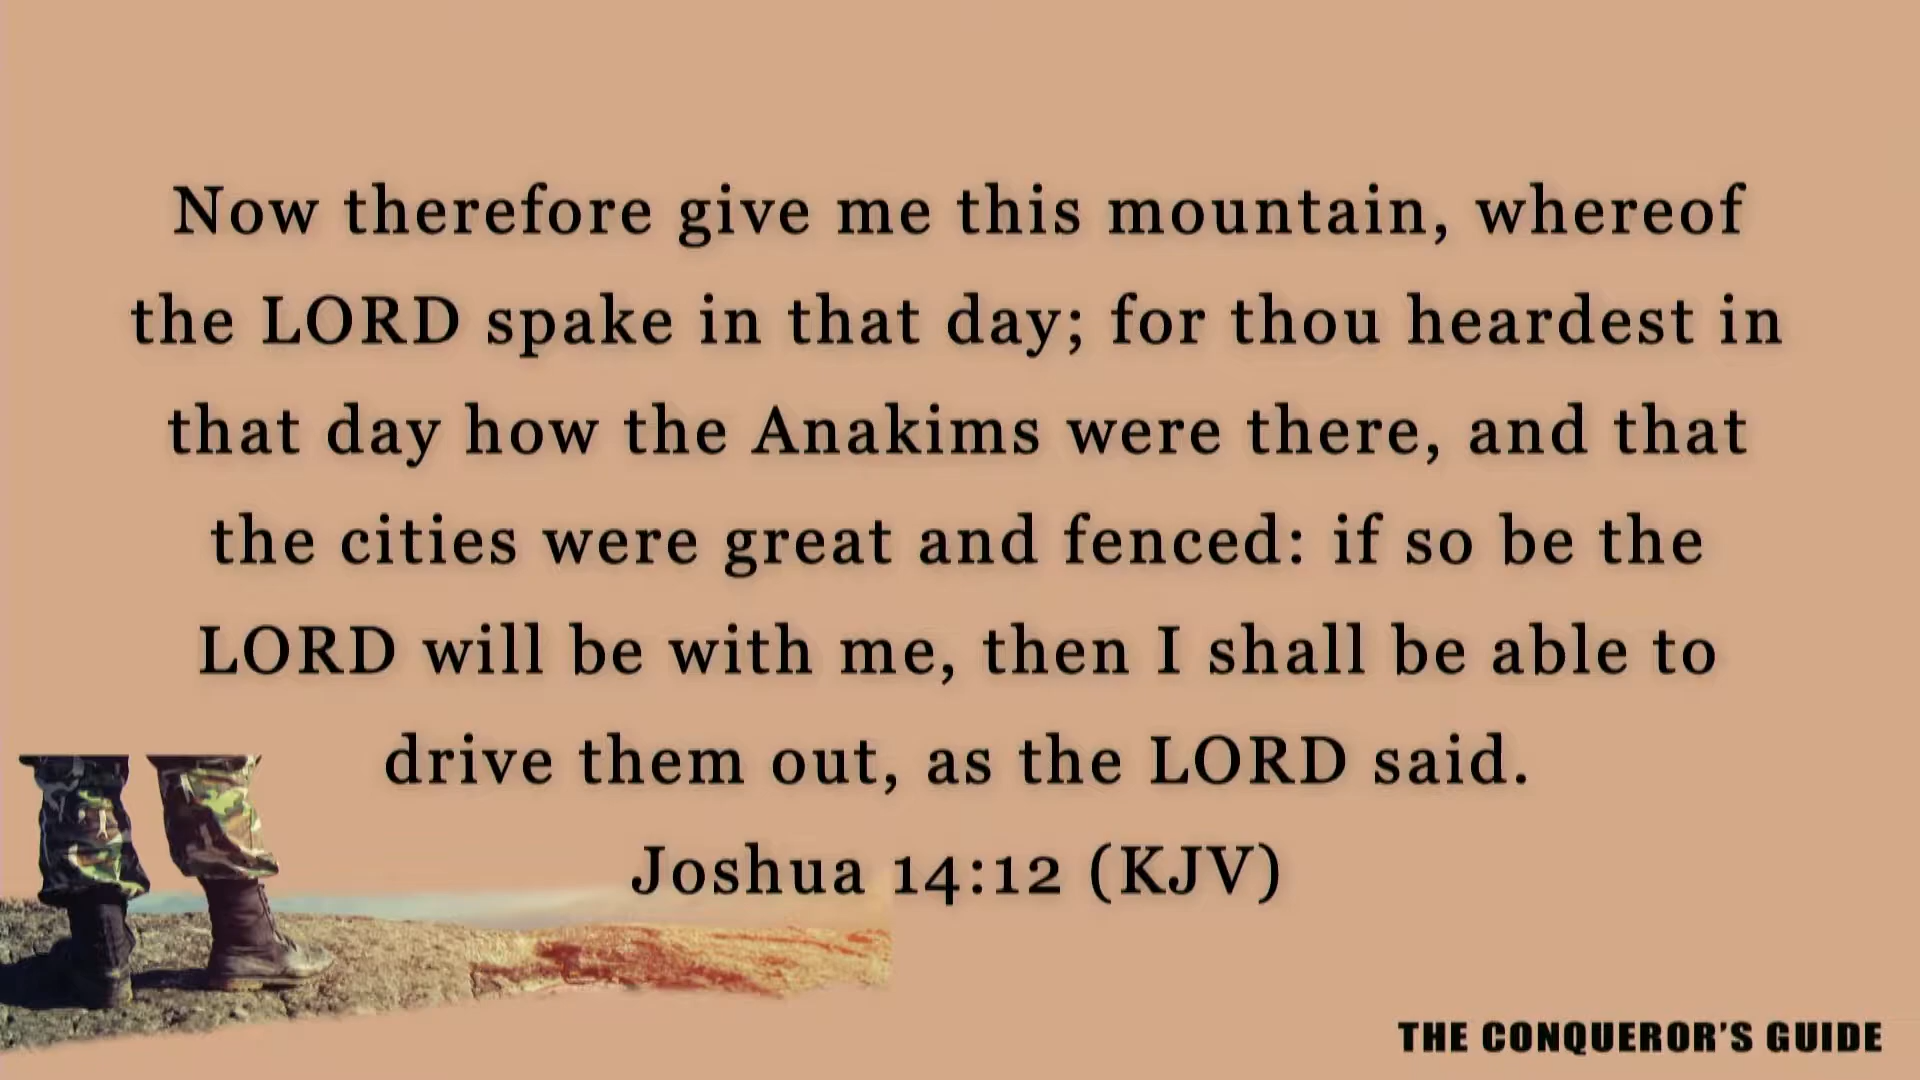 Now therefore give me this mountain, whereof
the LORD spake in that day; for thou heardest in
that day how the Anakims were there, and that
the cities were great and fenced: if so be the
LORD will be with me, then I shall be able to
drive them out, as the LORD said.
Joshua 14:12 (KJV)
THE CONQUEROR'S GUIDE